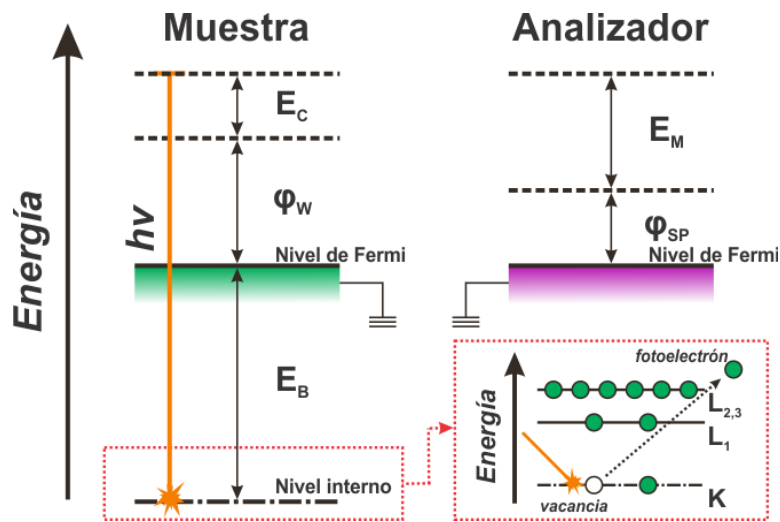 Muestra
Analizador
Energía
hν
E_C
φ_W
Nivel de Fermi
E_B
Nivel interno
E_M
φ_SP
Nivel de Fermi
Energía
fotoelectrón
L_2,3
L_1
K
vacancia